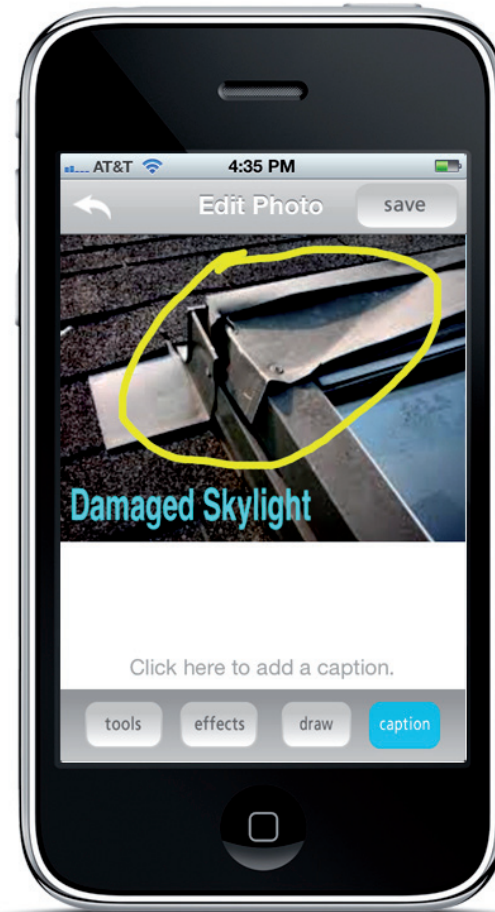 AT&T 4:35 PM
Edit Photo save
Damaged Skylight
Click here to add a caption.
tools effects draw caption